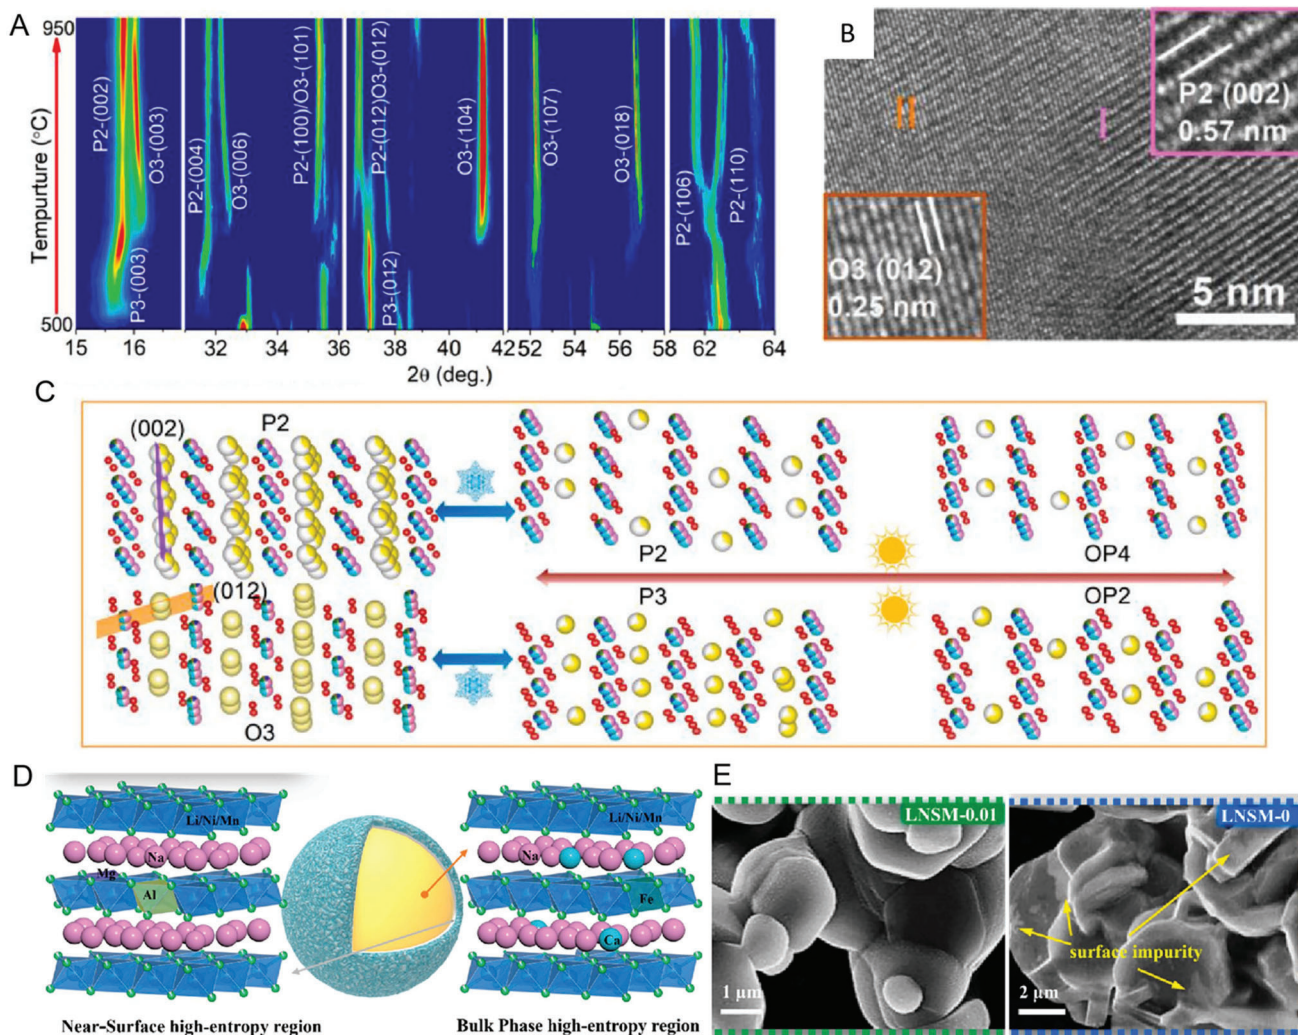 A
950
Tempurture (°C)
500
P2-(002)
O3-(003)
P3-(003)
P2-(004)
O3-(006)
P2-(100)/O3-(101)
P2-(012)O3-(012)
P3-(012)
O3-(104)
O3-(107)
O3-(018)
P2-(106)
P2-(110)
15 16 32 34 36 38 40 42 52 54 56 58 62 64
2θ (deg.)
B
II
I
P2 (002)
0.57 nm
O3 (012)
0.25 nm
5 nm
C
(002)
P2
(012)
O3
P2
OP4
P3
OP2
D
Li/Ni/Mn
Na
Mg
Al
Near-Surface high-entropy region
Li/Ni/Mn
Na
Fe
Ca
Bulk Phase high-entropy region
E
LNSM-0.01
1 μm
LNSM-0
surface impurity
2 μm